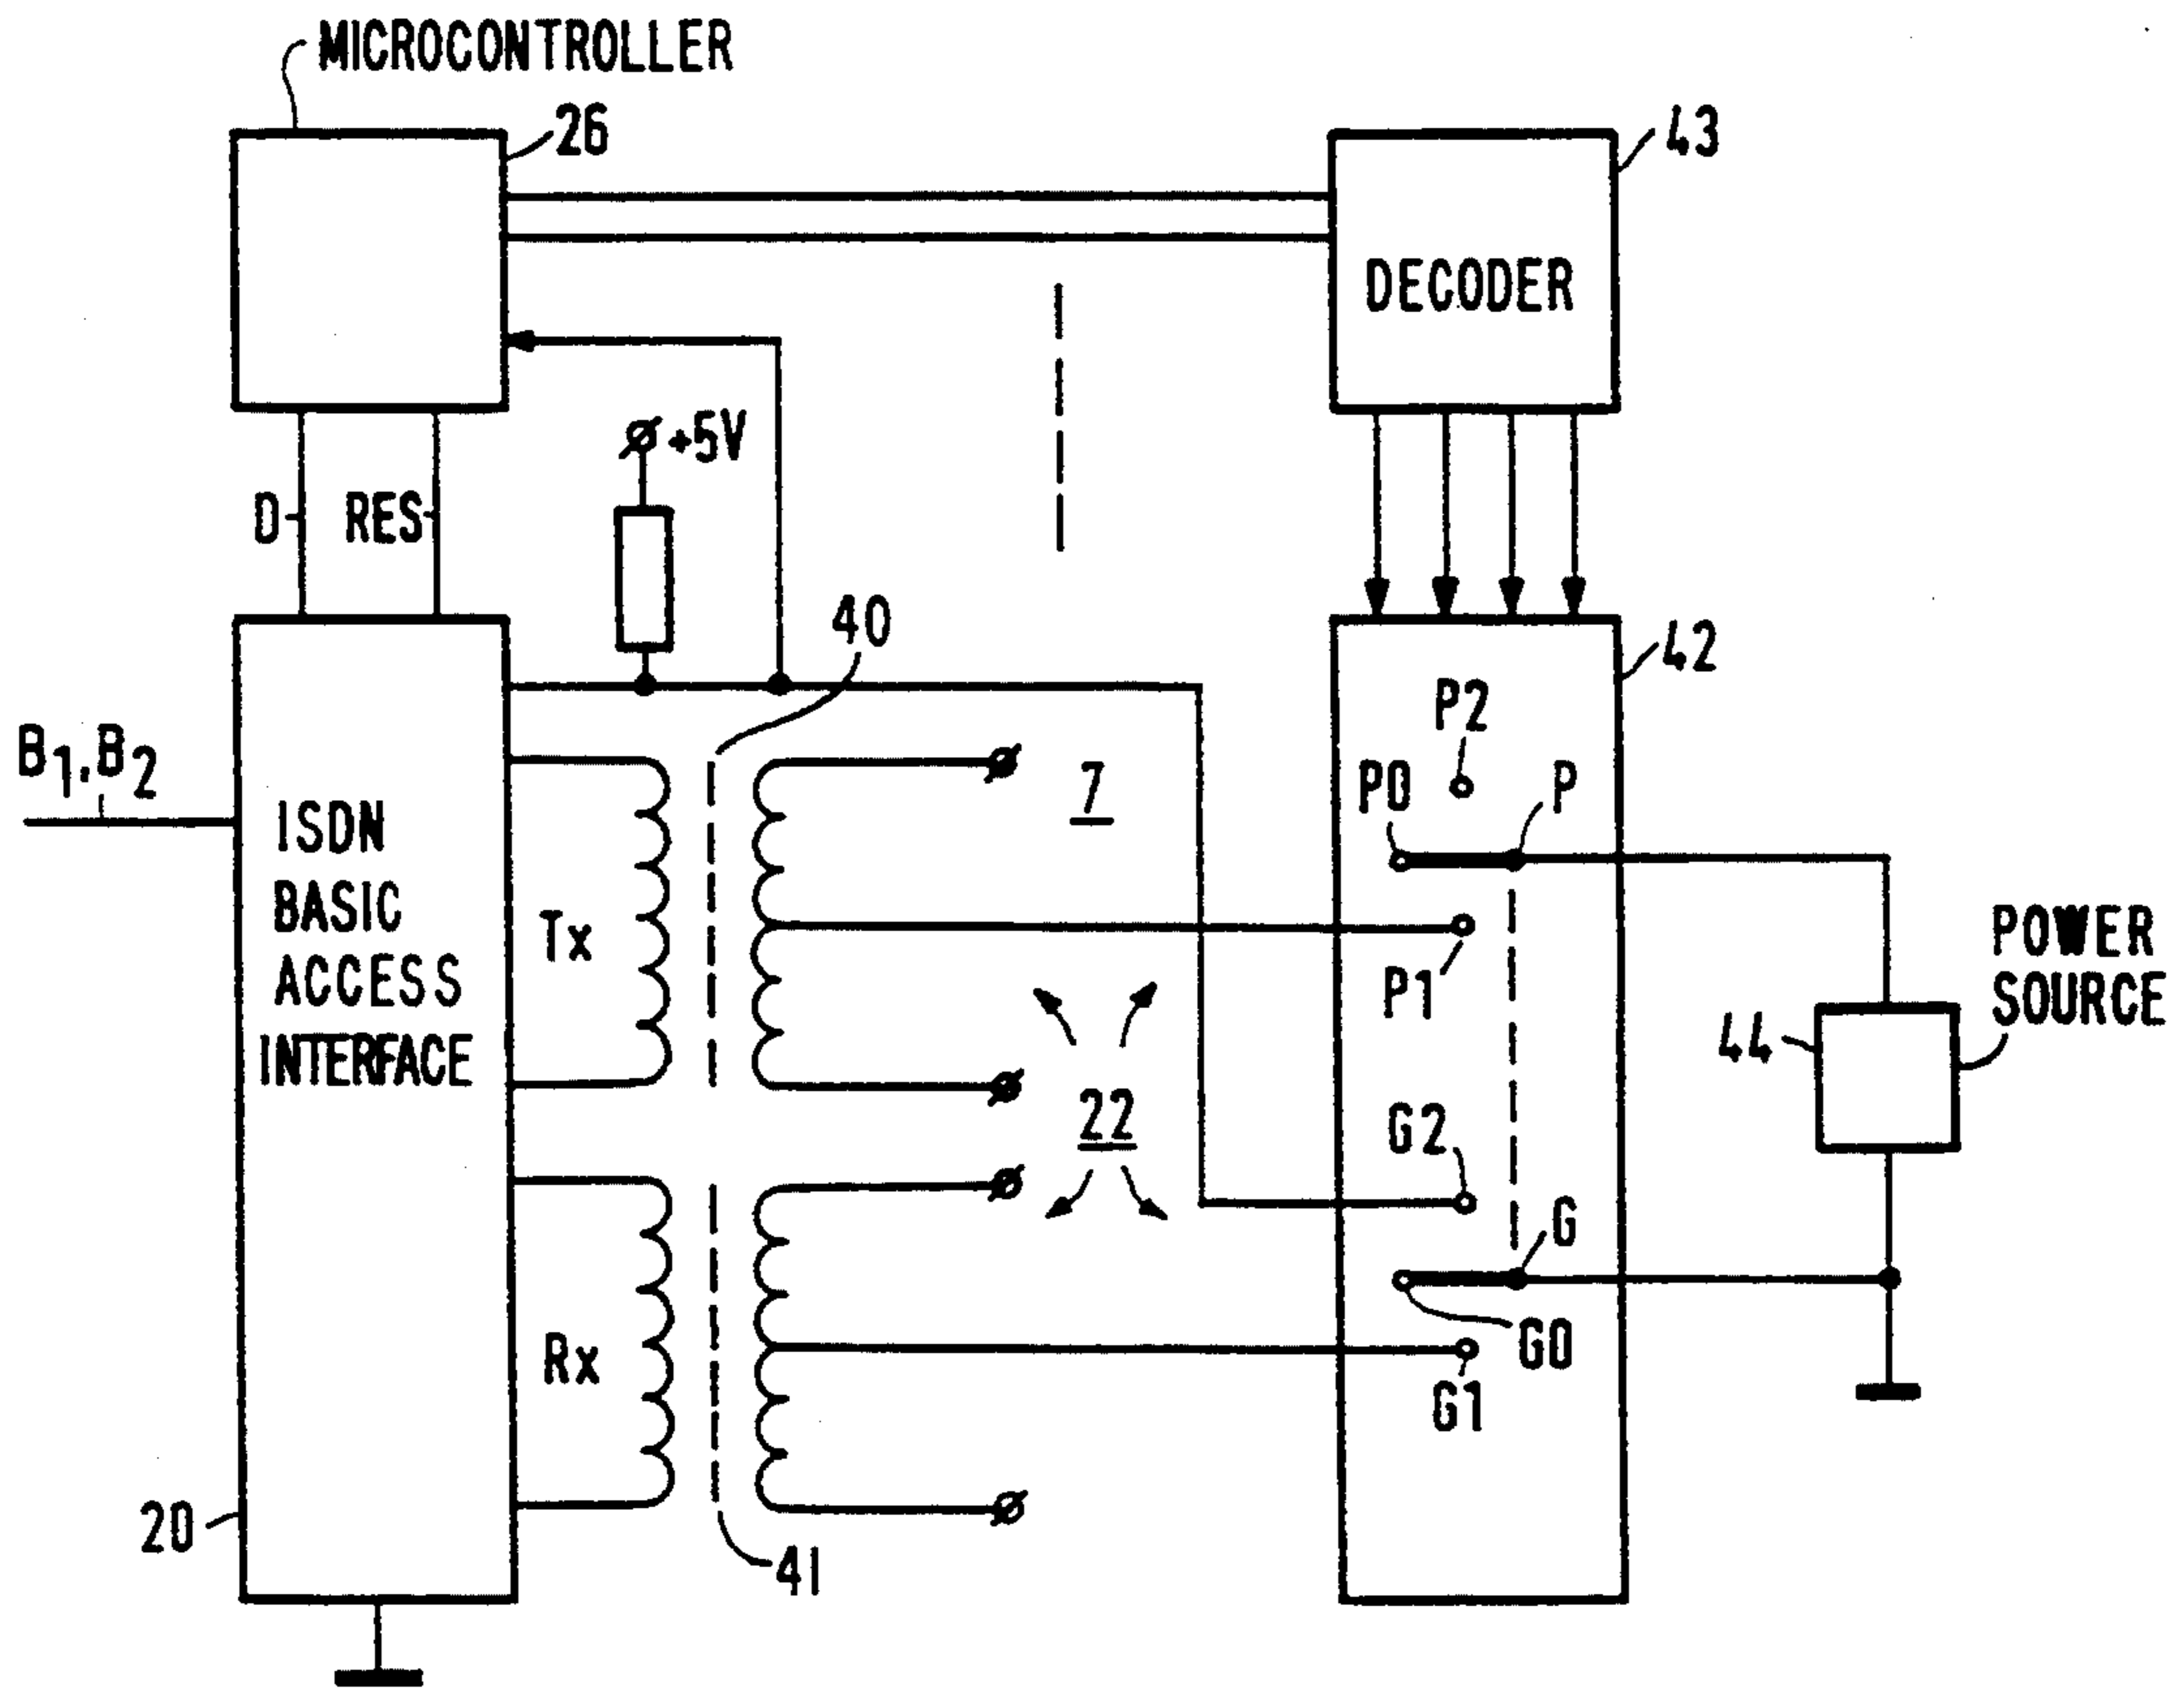 MICROCONTROLLER
26
43
DECODER
+5V
D
RES
40
42
P2
B1,B2
7
P0
P
ISDN
BASIC
ACCESS
INTERFACE
Tx
P1
POWER
SOURCE
44
22
G2
G
Rx
G0
G1
20
41